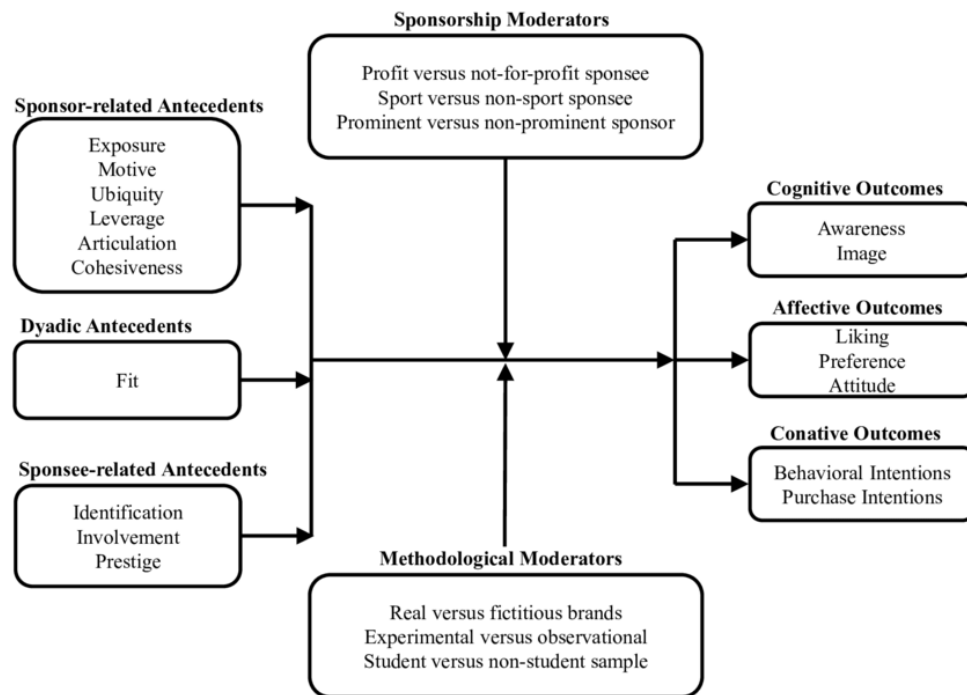 Sponsorship Moderators
Profit versus not-for-profit sponsee
Sport versus non-sport sponsee
Prominent versus non-prominent sponsor
Sponsor-related Antecedents
Exposure
Motive
Ubiquity
Leverage
Articulation
Cohesiveness
Dyadic Antecedents
Fit
Sponsee-related Antecedents
Identification
Involvement
Prestige
Cognitive Outcomes
Awareness
Image
Affective Outcomes
Liking
Preference
Attitude
Conative Outcomes
Behavioral Intentions
Purchase Intentions
Methodological Moderators
Real versus fictitious brands
Experimental versus observational
Student versus non-student sample